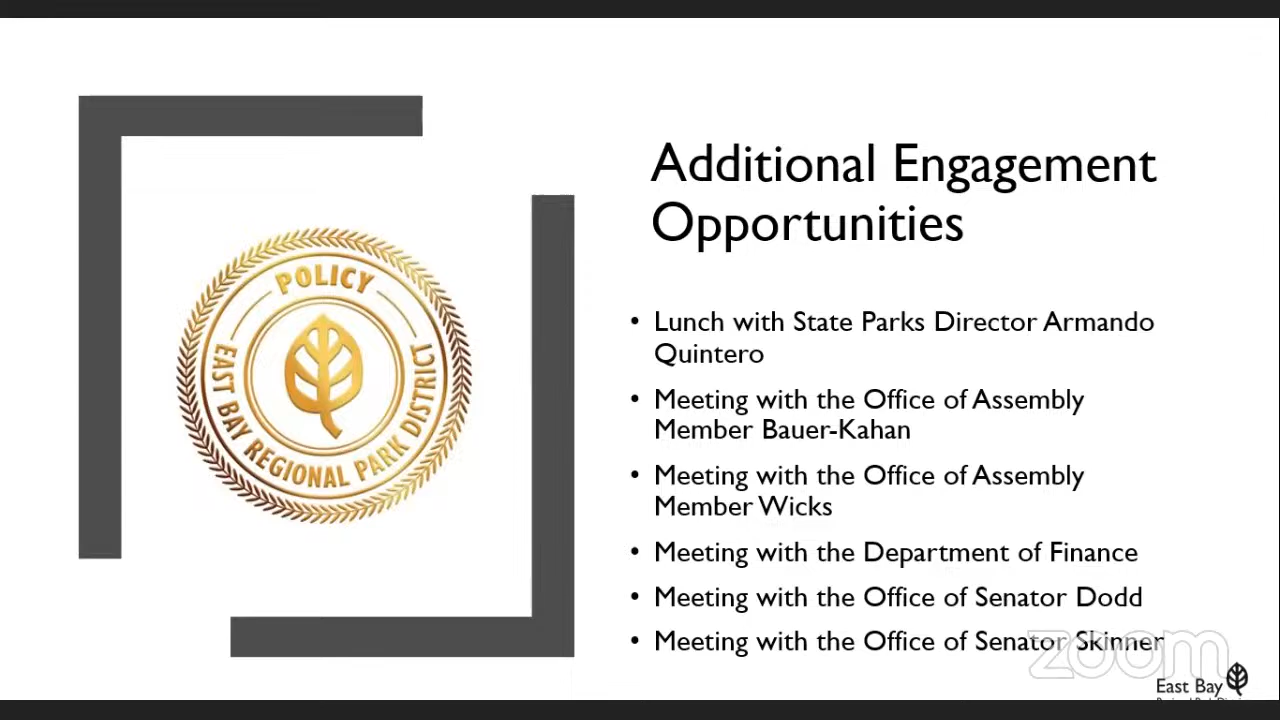 Additional Engagement
Opportunities
POLICY
EAST BAY REGIONAL PARK DISTRICT
• Lunch with State Parks Director Armando
Quintero
• Meeting with the Office of Assembly
Member Bauer-Kahan
• Meeting with the Office of Assembly
Member Wicks
• Meeting with the Department of Finance
• Meeting with the Office of Senator Dodd
• Meeting with the Office of Senator Skinner
zoom
East Bay